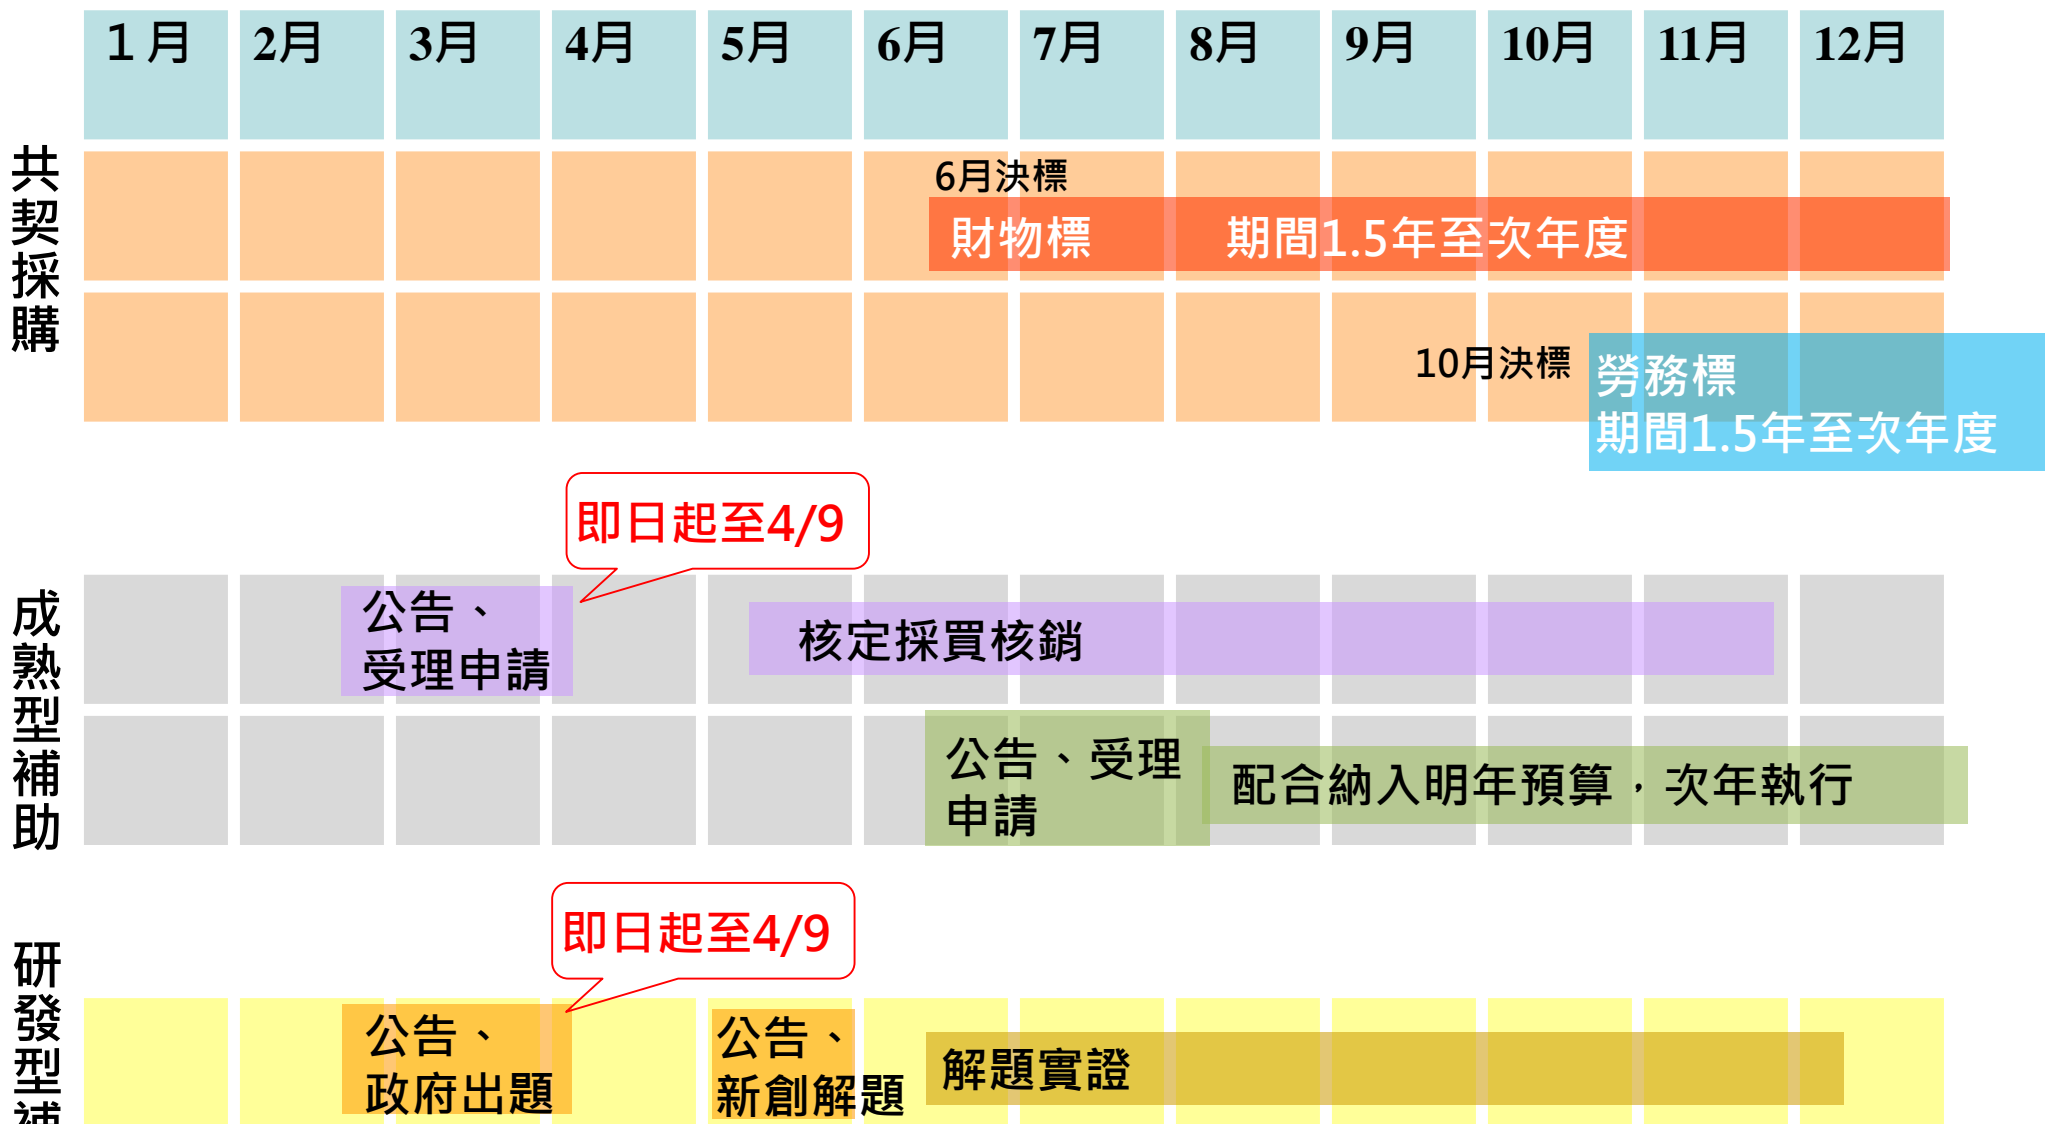 1月 2月 3月 4月 5月 6月 7月 8月 9月 10月 11月 12月
共契採購
6月決標
財物標 期間1.5年至次年度
10月決標
勞務標
期間1.5年至次年度
即日起至4/9
成熟型補助
公告、
受理申請
核定採買核銷
公告、受理
申請
配合納入明年預算，次年執行
即日起至4/9
研發型補
公告、
政府出題
公告、
新創解題
解題實證